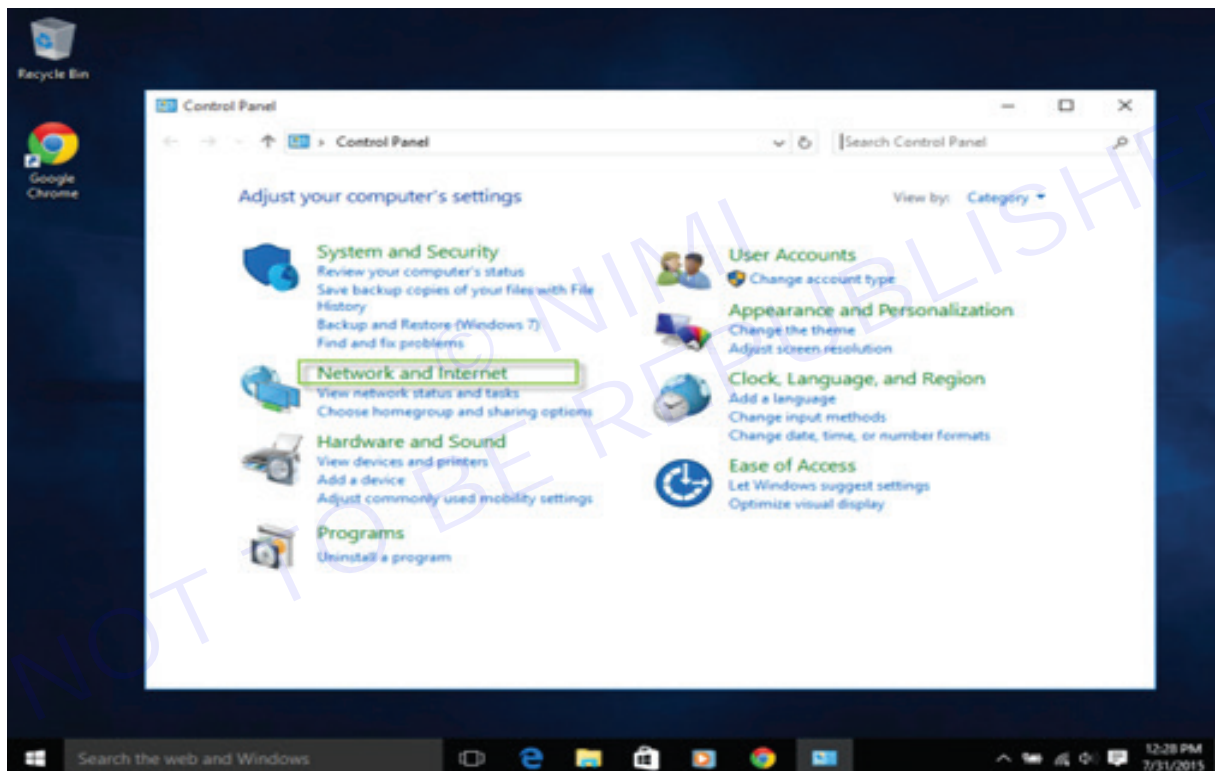 Recycle Bin
Google
Chrome
Control Panel
Control Panel
Search Control Panel
Adjust your computer's settings
View by: Category
System and Security
Review your computer's status
Save backup copies of your files with File
History
Backup and Restore (Windows 7)
Find and fix problems
Network and Internet
View network status and tasks
Choose homegroup and sharing options
Hardware and Sound
View devices and printers
Add a device
Adjust commonly used mobility settings
Programs
Uninstall a program
User Accounts
Change account type
Appearance and Personalization
Change the theme
Adjust screen resolution
Clock, Language, and Region
Add a language
Change input methods
Change date, time, or number formats
Ease of Access
Let Windows suggest settings
Optimize visual display
© NIMI
NOT TO BE REPUBLISHE
Search the web and Windows
12:28 PM
7/31/2015